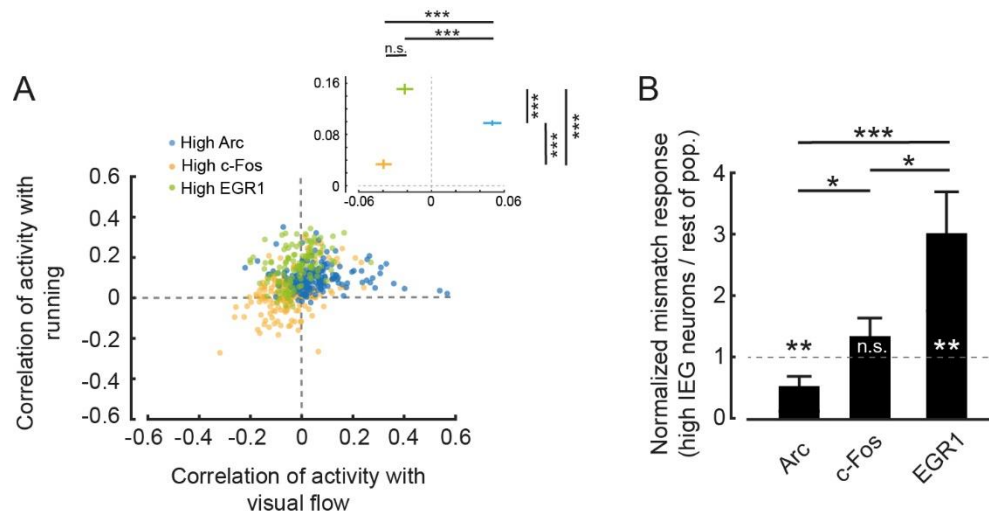 ***
***
n.s.
A
0.16
0.08
0
-0.06
0
0.06
***
***
***
High Arc
High c-Fos
High EGR1
0.6
0.4
0.2
0
-0.2
-0.4
-0.6
-0.6
-0.4
-0.2
0
0.2
0.4
0.6
Correlation of activity with
running
Correlation of activity with
visual flow
B
***
*
*
Normalized mismatch response
(high IEG neurons / rest of pop.)
4
3
2
1
0
**
n.s.
**
Arc
c-Fos
EGR1